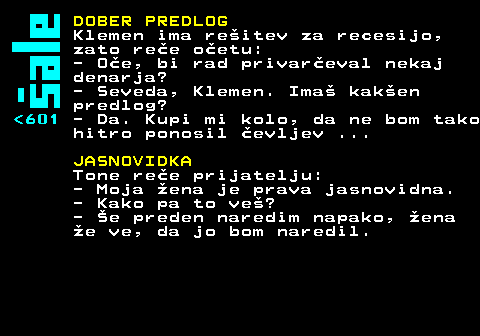 šale
<601
DOBER PREDLOG
Klemen ima rešitev za recesijo,
zato reče očetu:
- Oče, bi rad privarčeval nekaj
denarja?
- Seveda, Klemen. Imaš kakšen
predlog?
- Da. Kupi mi kolo, da ne bom tako
hitro ponosil čevljev ...
JASNOVIDKA
Tone reče prijatelju:
- Moja žena je prava jasnovidna.
- Kako pa to veš?
- Še preden naredim napako, žena
že ve, da jo bom naredil.